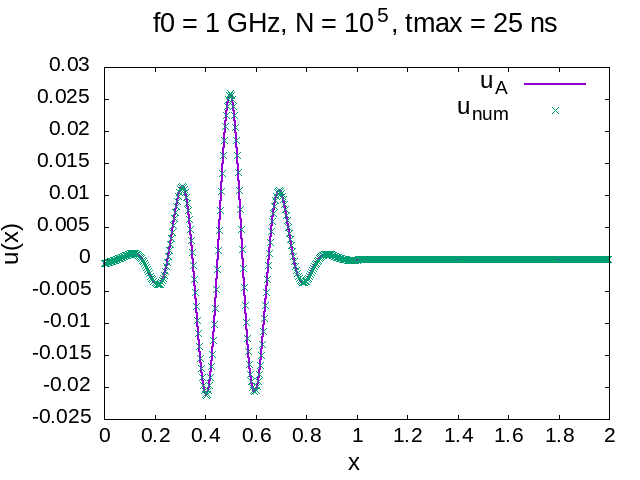 f0 = 1 GHz, N = 10^5, tmax = 25 ns
u_A
u_num
0.03
0.025
0.02
0.015
0.01
0.005
0
-0.005
-0.01
-0.015
-0.02
-0.025
u(x)
0 0.2 0.4 0.6 0.8 1 1.2 1.4 1.6 1.8 2
x